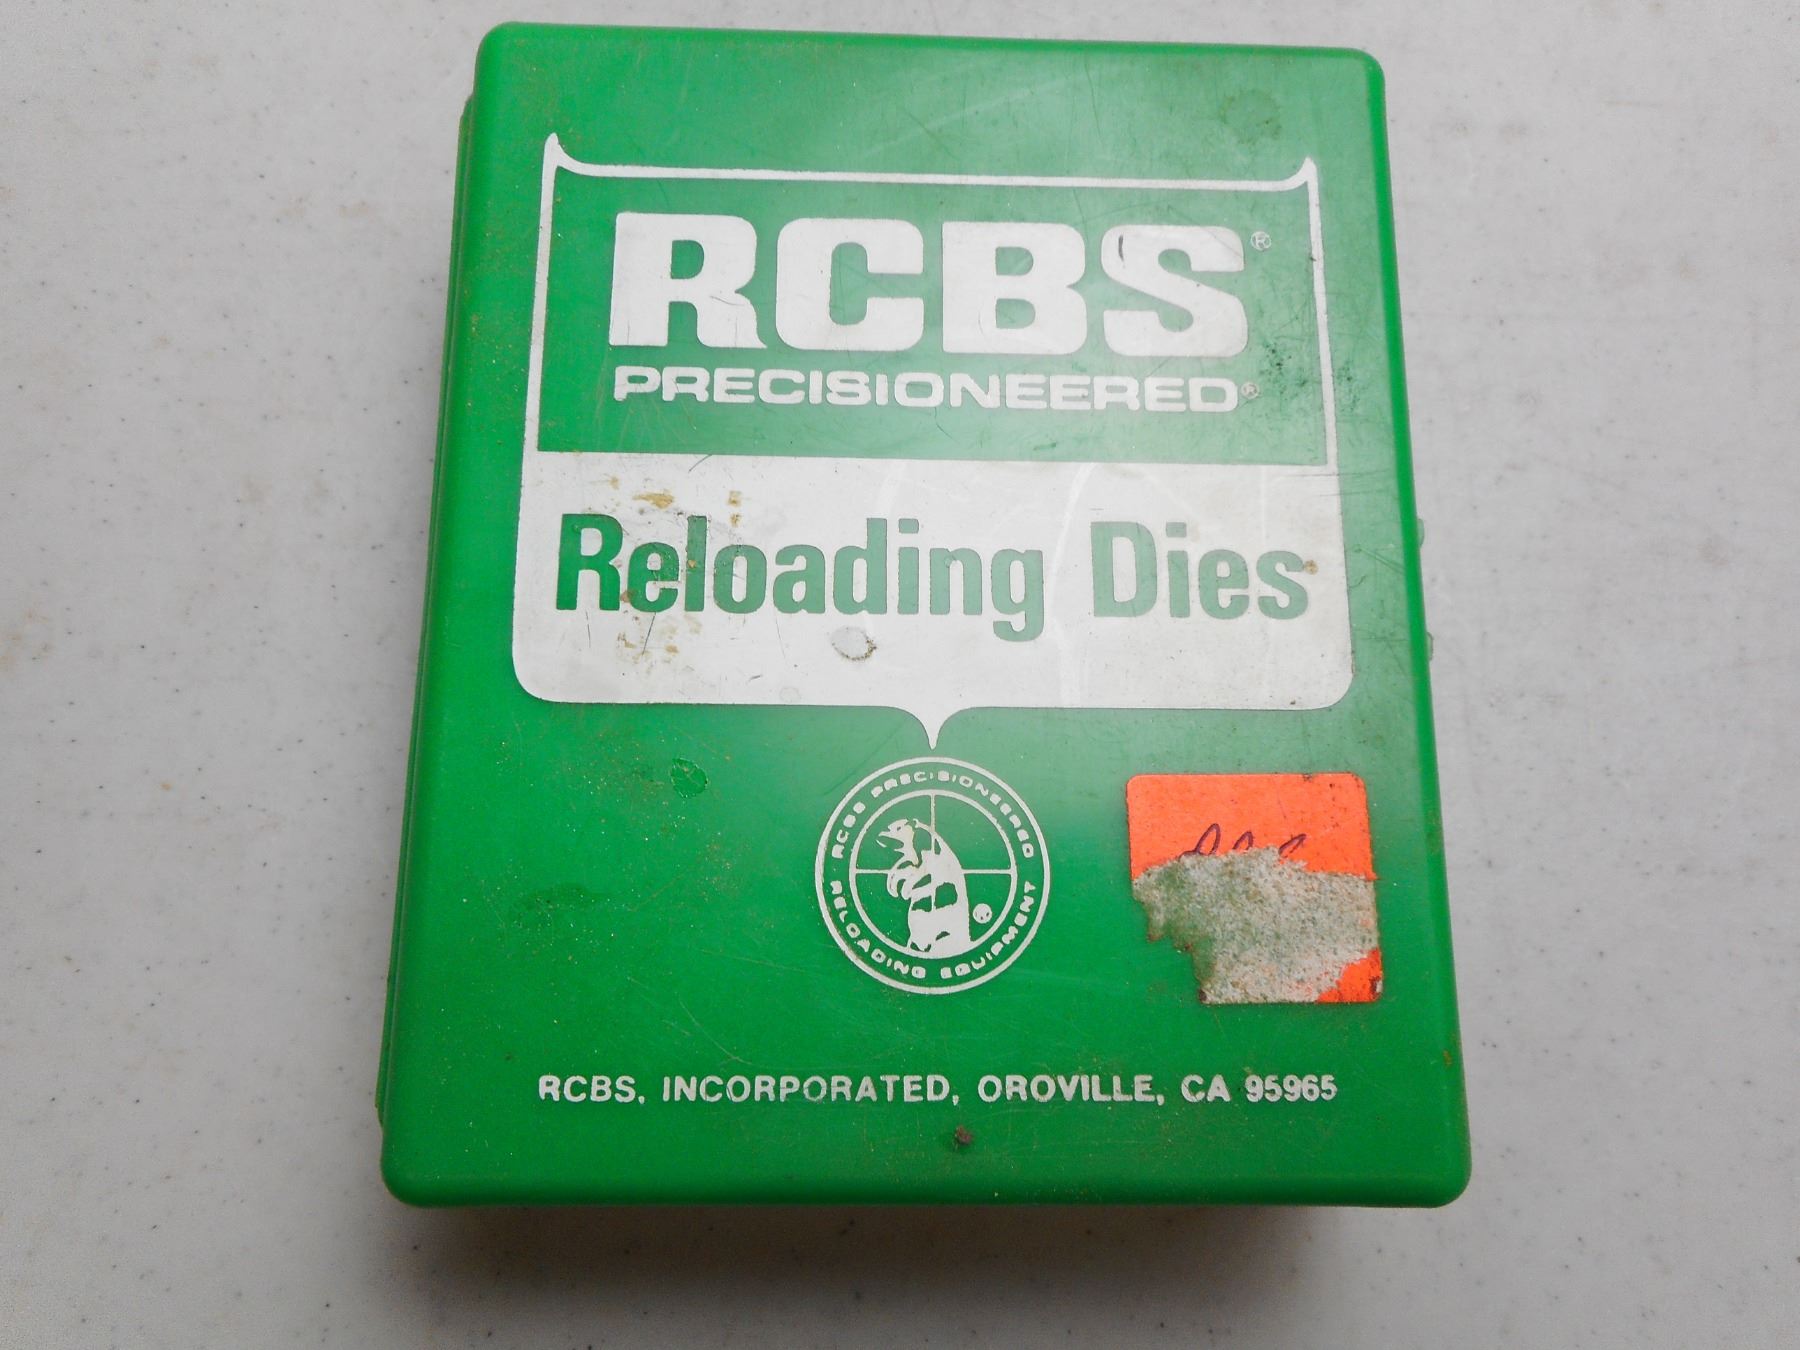 RCBS®
PRECISIONEERED®
Reloading Dies
RCBS PRECISIONEERED
RELOADING EQUIPMENT
®
RCBS, INCORPORATED, OROVILLE, CA 95965